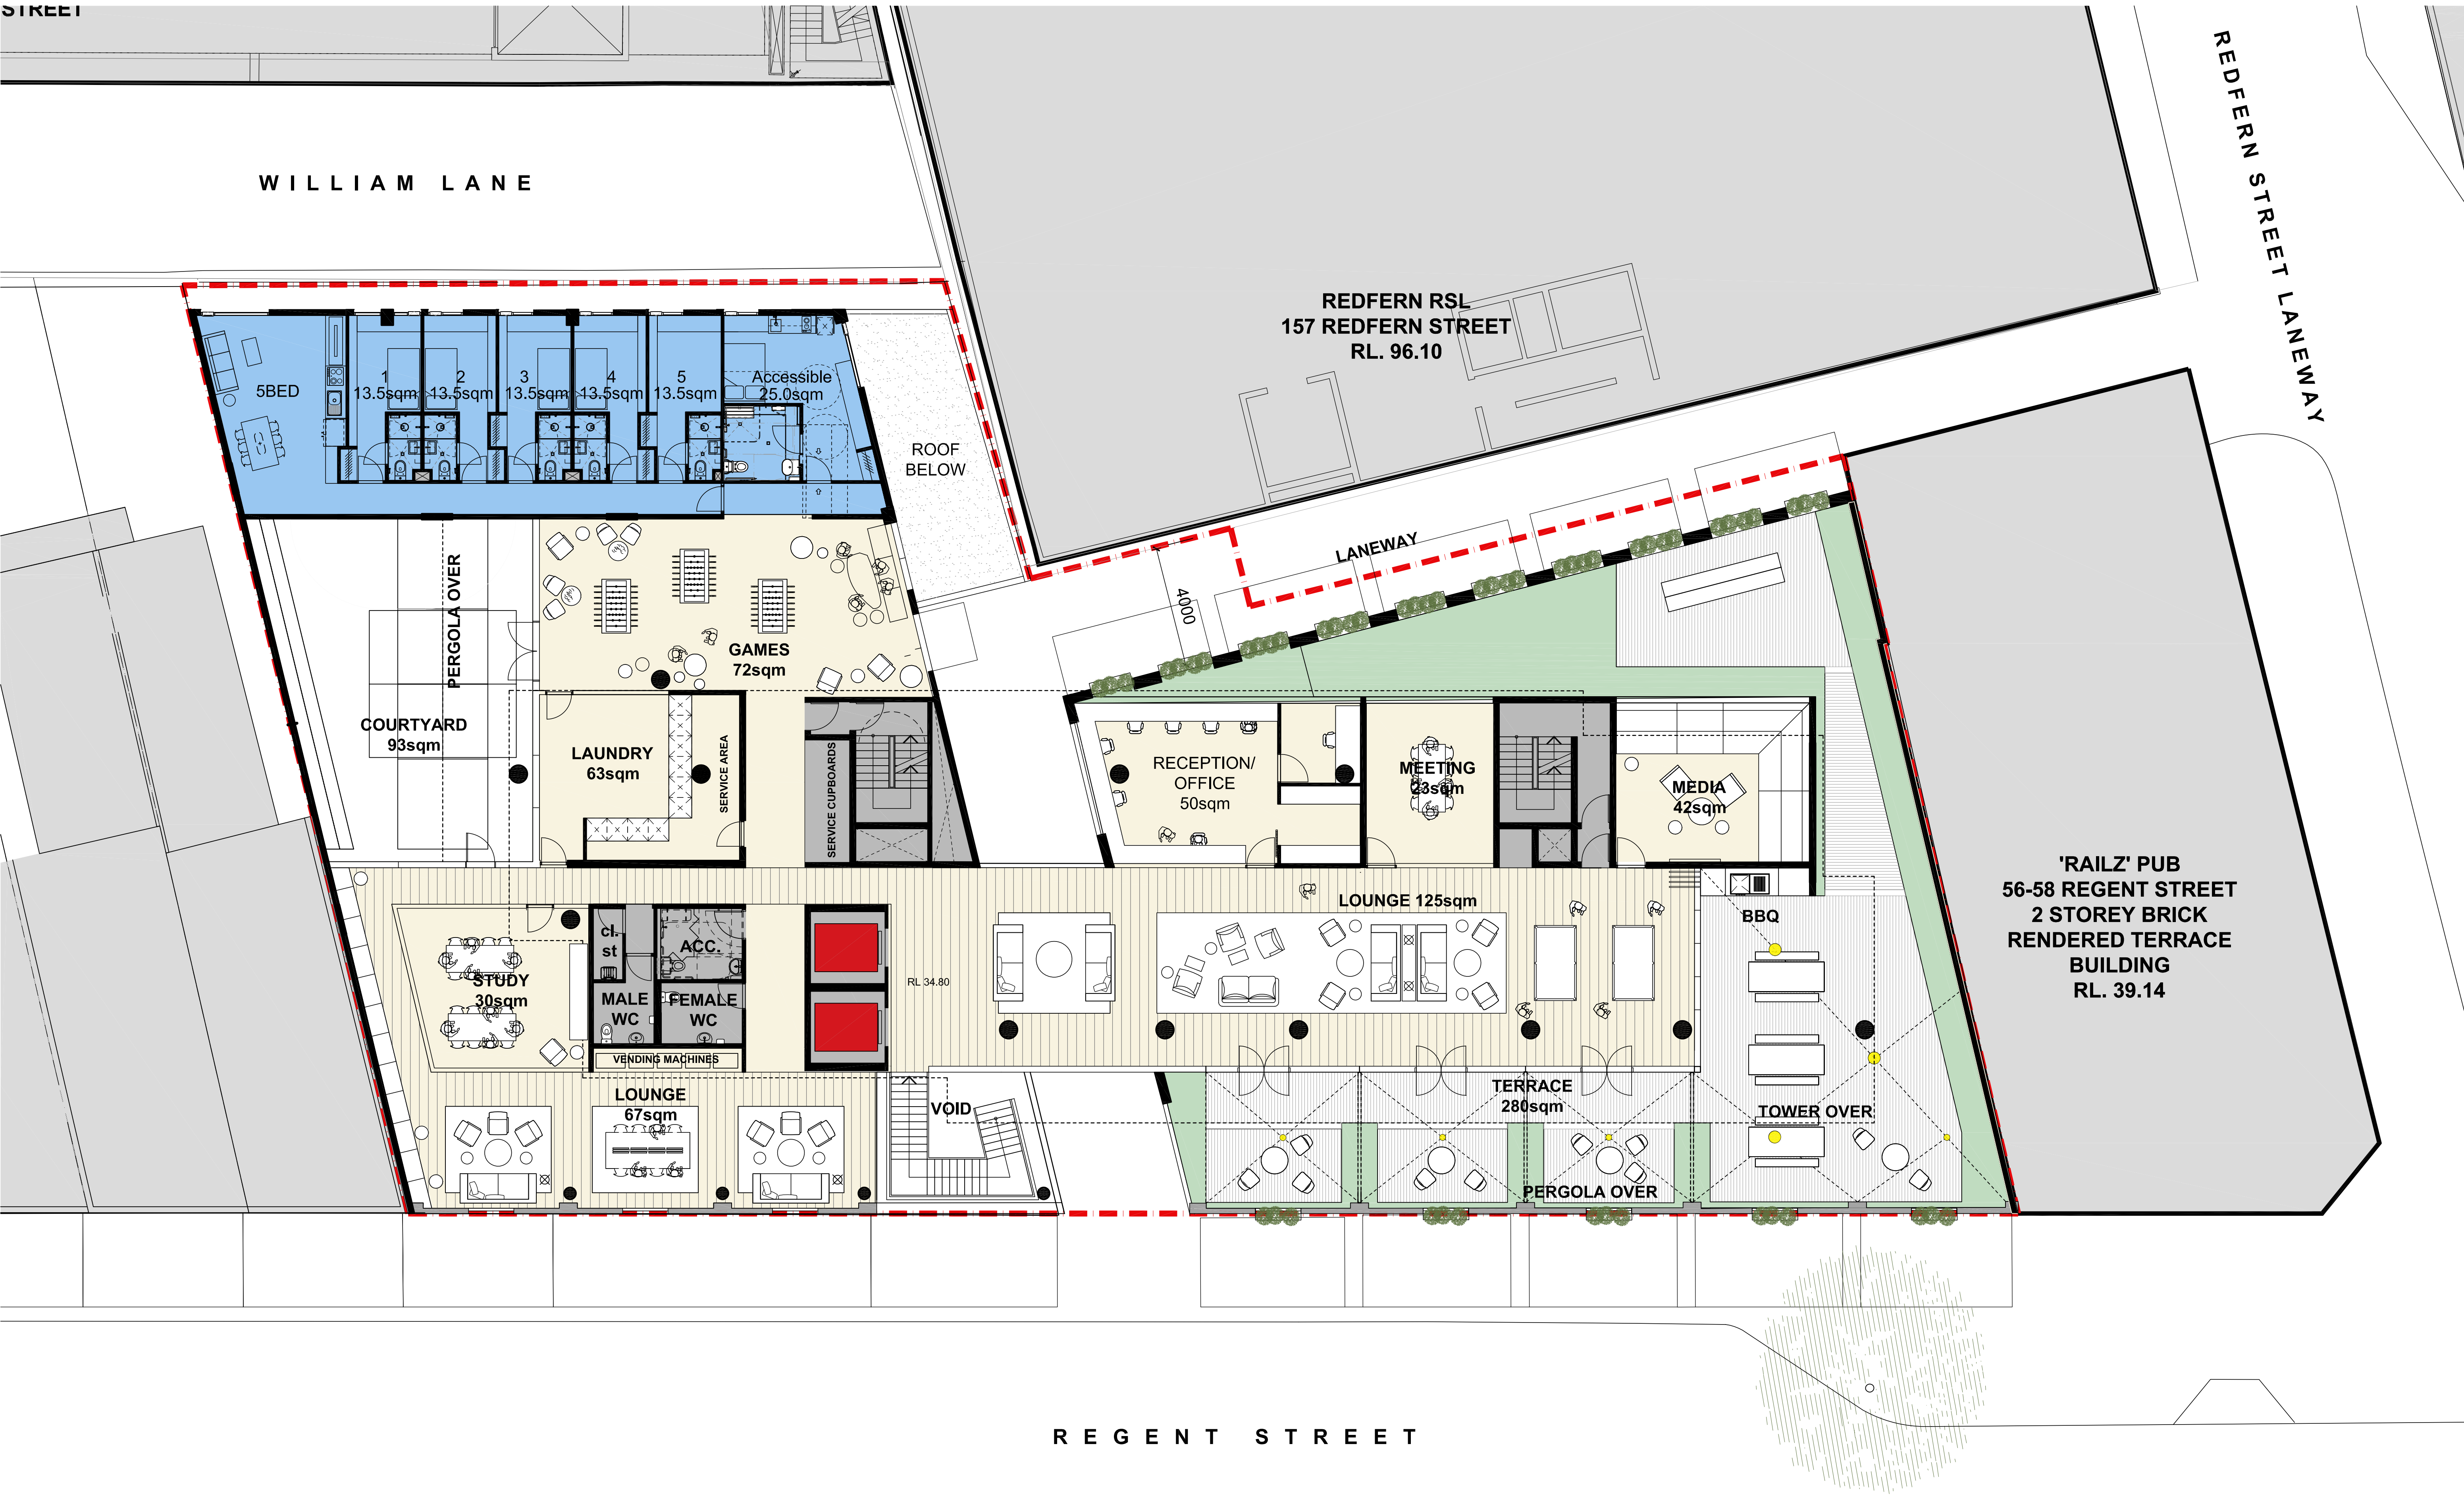 STREET
WILLIAM LANE
REDFERN STREET LANEWAY
REDFERN RSL
157 REDFERN STREET
RL. 96.10
5BED
1
13.5sqm
2
13.5sqm
3
13.5sqm
4
13.5sqm
5
13.5sqm
Accessible
25.0sqm
ROOF
BELOW
LANEWAY
4000
PERGOLA OVER
GAMES
72sqm
COURTYARD
93sqm
LAUNDRY
63sqm
SERVICE AREA
SERVICE CUPBOARDS
RECEPTION/
OFFICE
50sqm
MEETING
23sqm
MEDIA
42sqm
'RAILZ' PUB
56-58 REGENT STREET
2 STOREY BRICK
RENDERED TERRACE
BUILDING
RL. 39.14
LOUNGE 125sqm
BBQ
cl.
st
ACC.
STUDY
30sqm
MALE
WC
FEMALE
WC
RL 34.80
VENDING MACHINES
LOUNGE
67sqm
VOID
TERRACE
280sqm
TOWER OVER
PERGOLA OVER
REGENT STREET